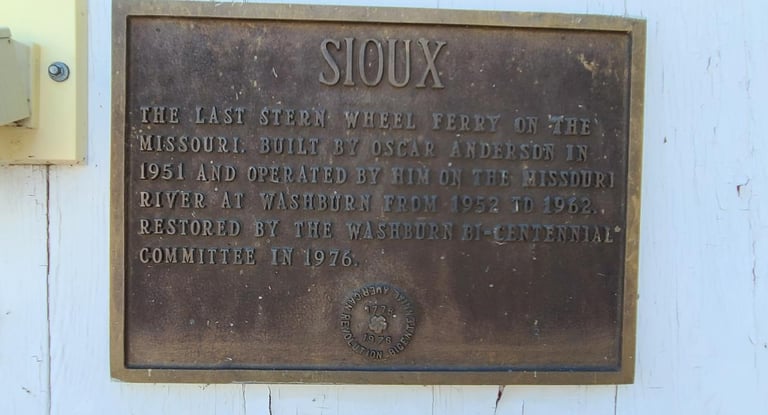 SIOUX
THE LAST STERN WHEEL FERRY ON THE
MISSOURI. BUILT BY OSCAR ANDERSON IN
1951 AND OPERATED BY HIM ON THE MISSOURI
RIVER AT WASHBURN FROM 1952 TO 1962.
RESTORED BY THE WASHBURN BI-CENTENNIAL
COMMITTEE IN 1976.
AMERICAN REVOLUTION BICENTENNIAL
1776
1976